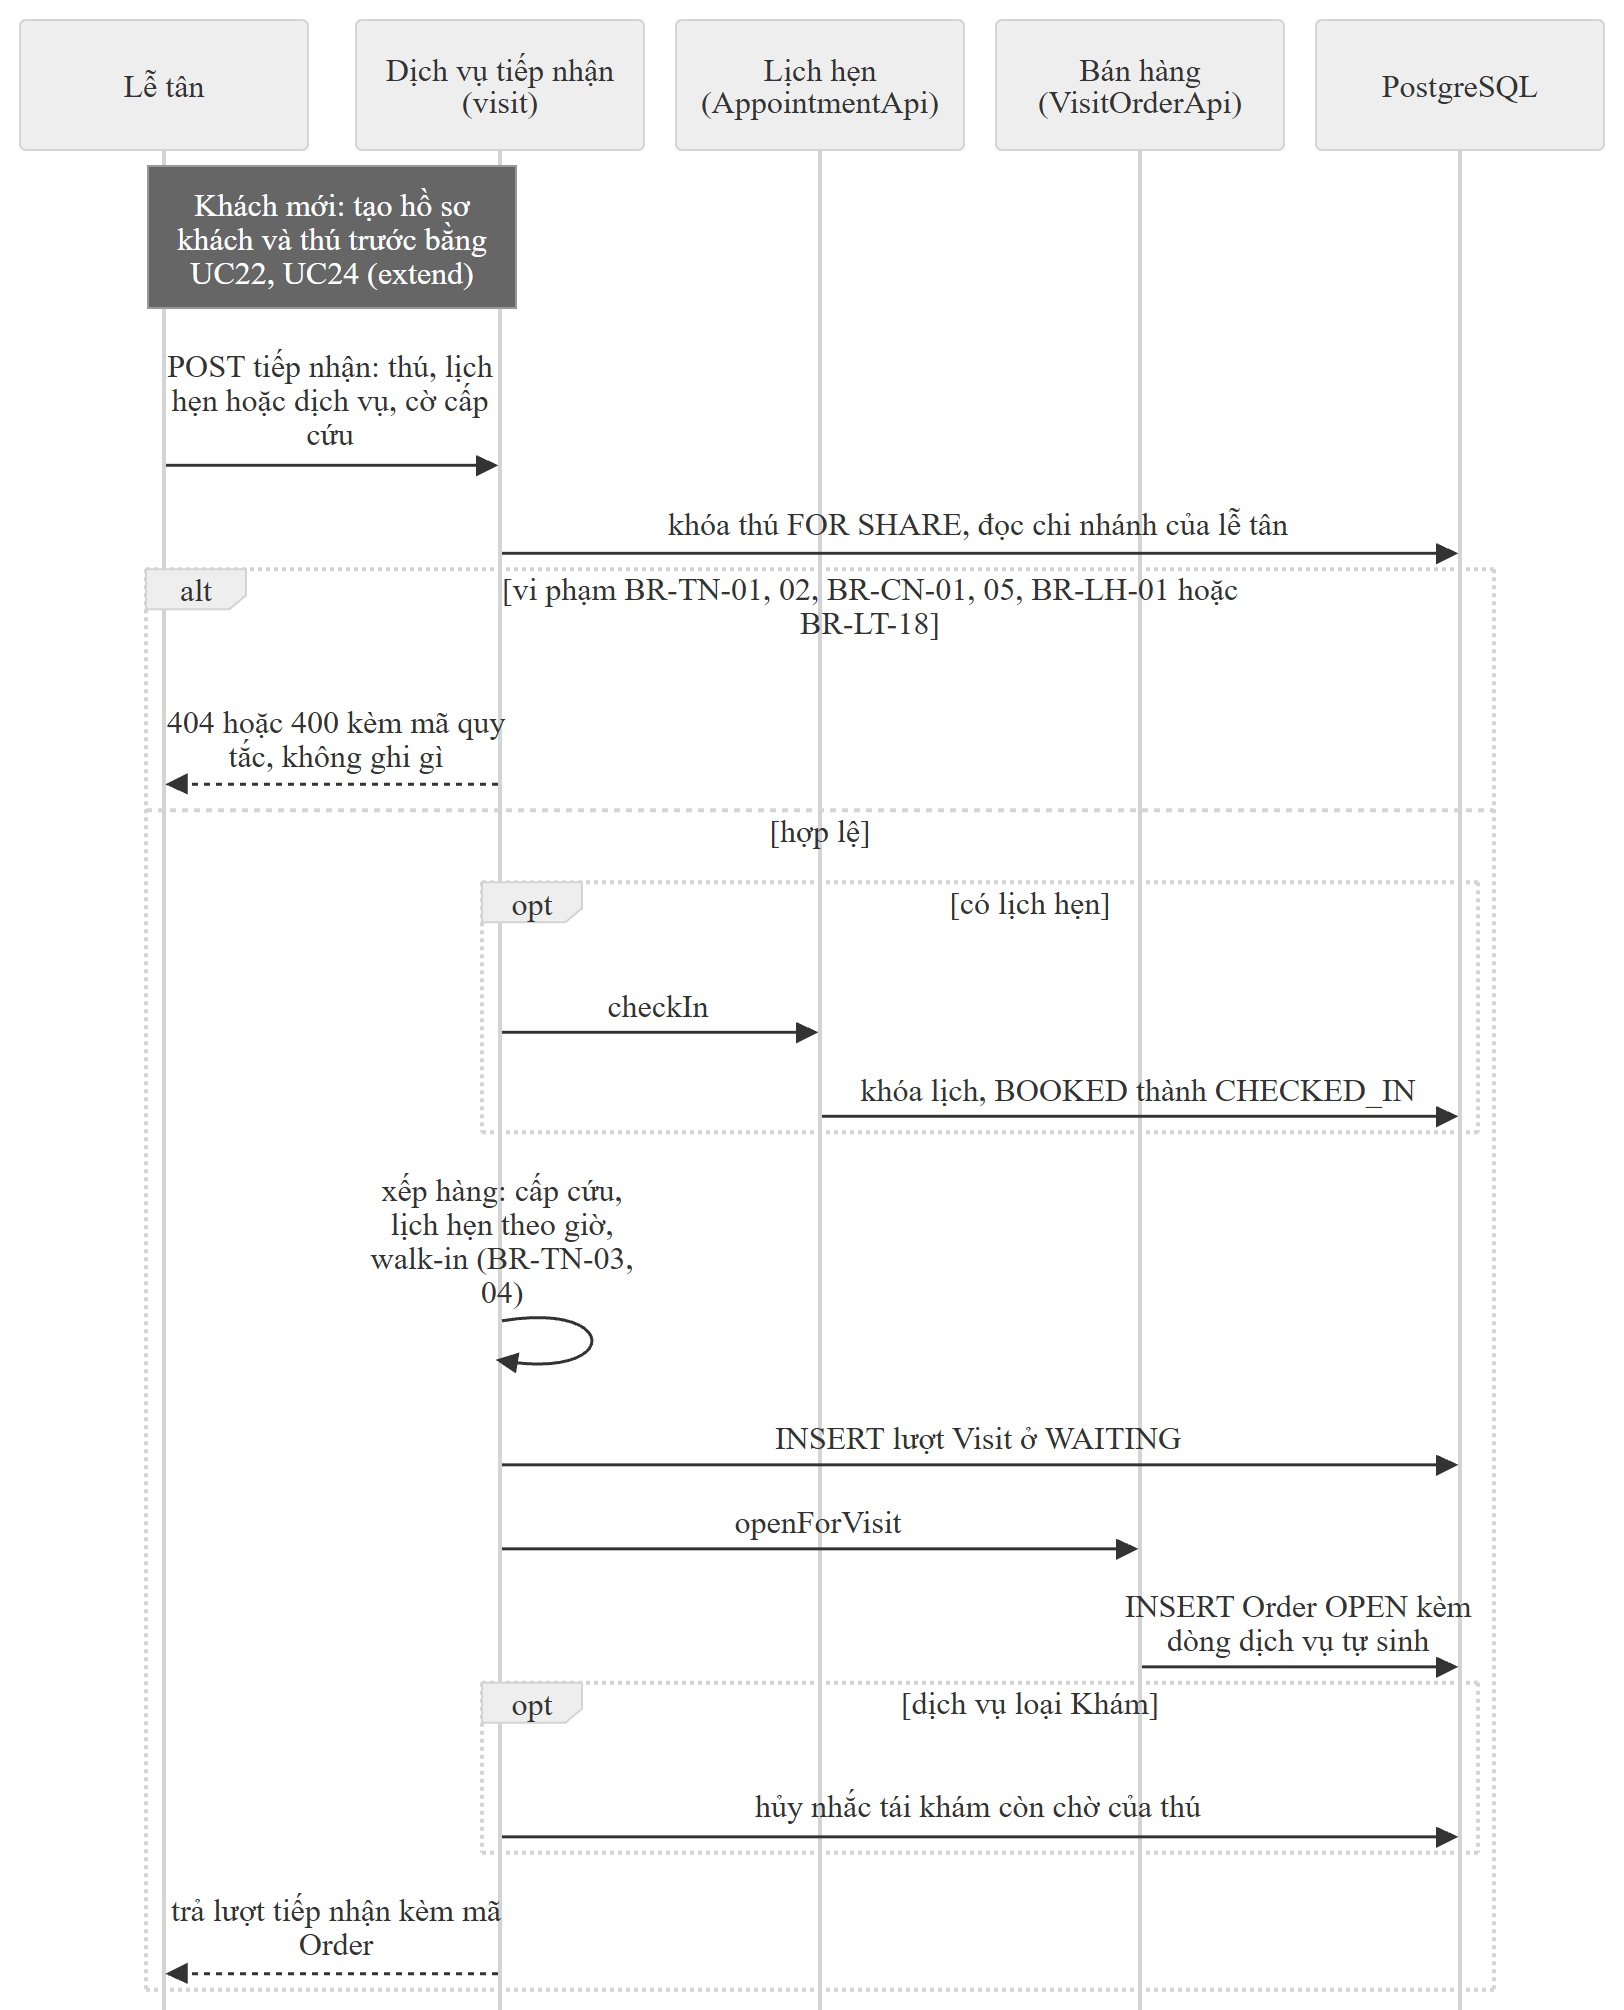 Lễ tân
Dịch vụ tiếp nhận
(visit)
Lịch hẹn
(AppointmentApi)
Bán hàng
(VisitOrderApi)
PostgreSQL
Khách mới: tạo hồ sơ
khách và thú trước bằng
UC22, UC24 (extend)
POST tiếp nhận: thú, lịch
hẹn hoặc dịch vụ, cờ cấp
cứu
khóa thú FOR SHARE, đọc chi nhánh của lễ tân
alt
[vi phạm BR-TN-01, 02, BR-CN-01, 05, BR-LH-01 hoặc
BR-LT-18]
404 hoặc 400 kèm mã quy
tắc, không ghi gì
[hợp lệ]
opt
[có lịch hẹn]
checkIn
khóa lịch, BOOKED thành CHECKED_IN
xếp hàng: cấp cứu,
lịch hẹn theo giờ,
walk-in (BR-TN-03,
04)
INSERT lượt Visit ở WAITING
openForVisit
INSERT Order OPEN kèm
dòng dịch vụ tự sinh
opt
[dịch vụ loại Khám]
hủy nhắc tái khám còn chờ của thú
trả lượt tiếp nhận kèm mã
Order